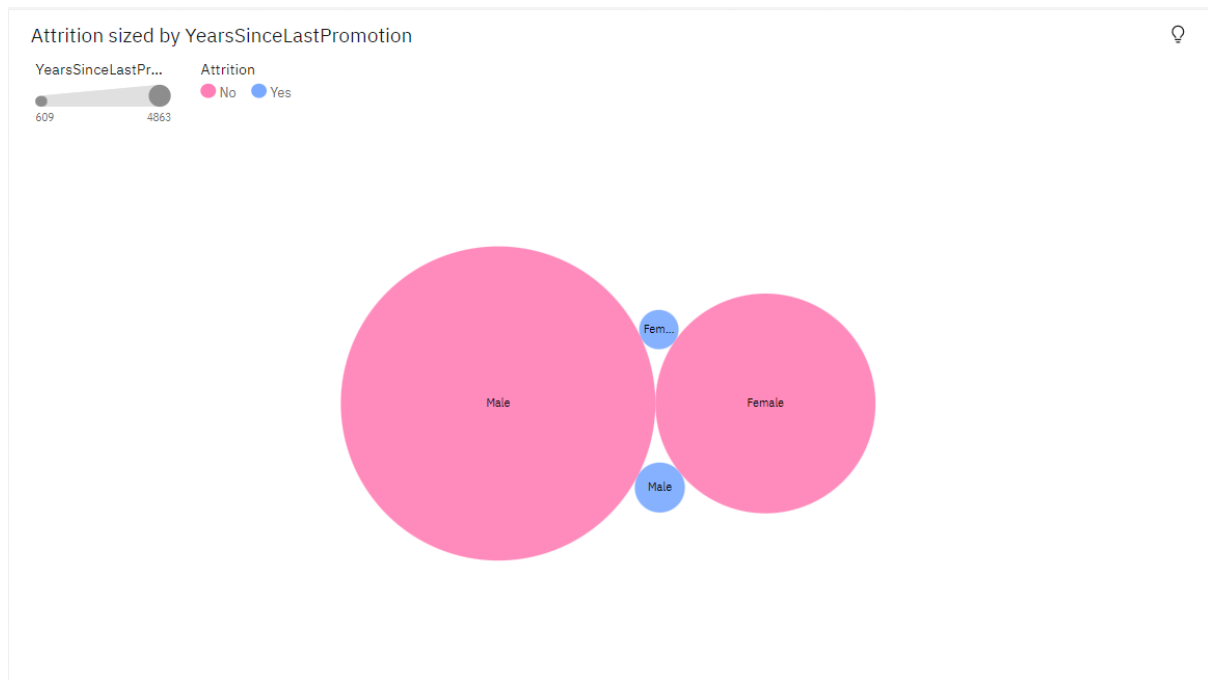 Attrition sized by YearsSinceLastPromotion
YearsSinceLastPr...
Attrition
No
Yes
609
4863
Fem...
Male
Female
Male